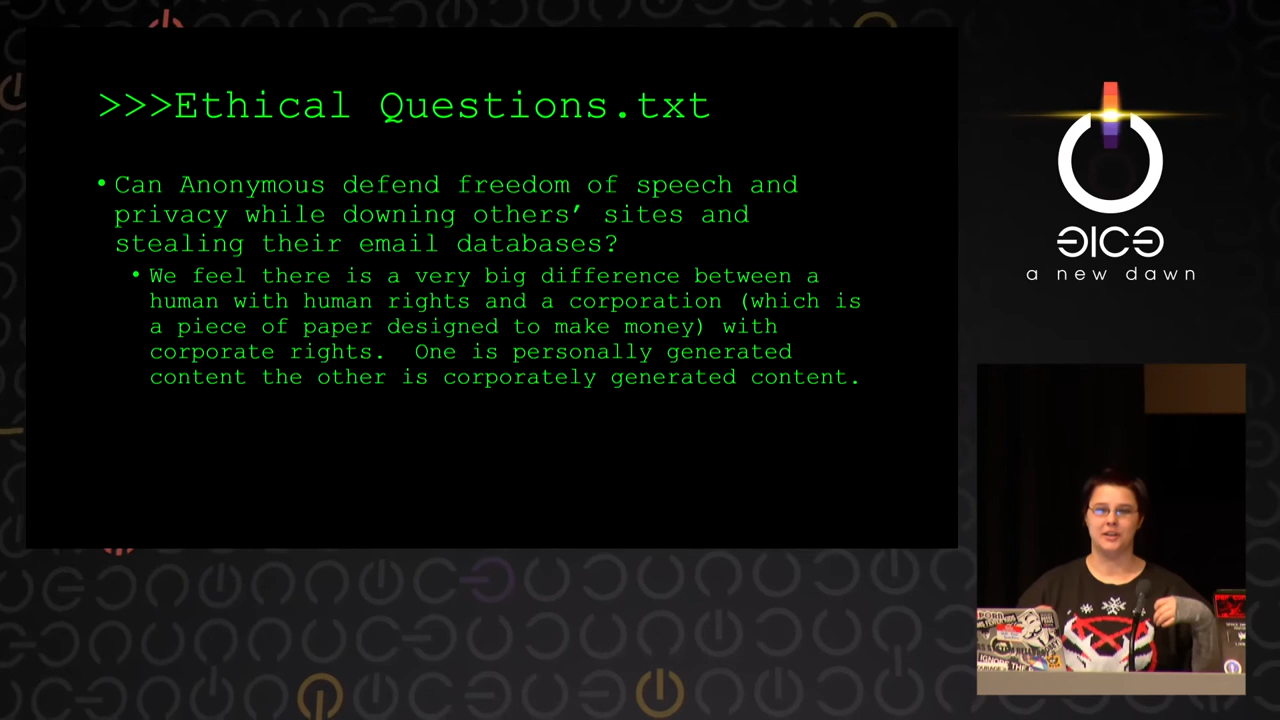 >>>Ethical Questions.txt
• Can Anonymous defend freedom of speech and
privacy while downing others’ sites and
stealing their email databases?
• We feel there is a very big difference between a
human with human rights and a corporation (which is
a piece of paper designed to make money) with
corporate rights.  One is personally generated
content the other is corporately generated content.
31C3
a new dawn
IGNORE THE